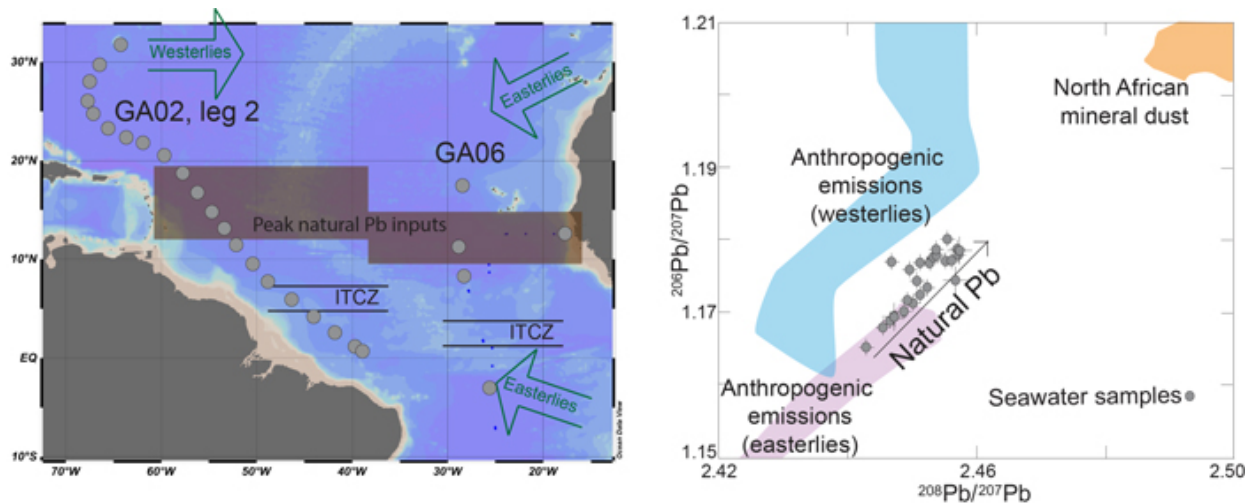 30°N
20°N
10°N
EQ
10°S
70°W
60°W
50°W
40°W
30°W
20°W
Westerlies
Easterlies
GA02, leg 2
GA06
Peak natural Pb inputs
ITCZ
ITCZ
Easterlies
Ocean Data View
1.21
1.19
1.17
1.15
²⁰⁶Pb/²⁰⁷Pb
North African
mineral dust
Anthropogenic
emissions
(westerlies)
Natural Pb
Anthropogenic
emissions
(easterlies)
Seawater samples
2.42
2.46
2.50
²⁰⁸Pb/²⁰⁷Pb